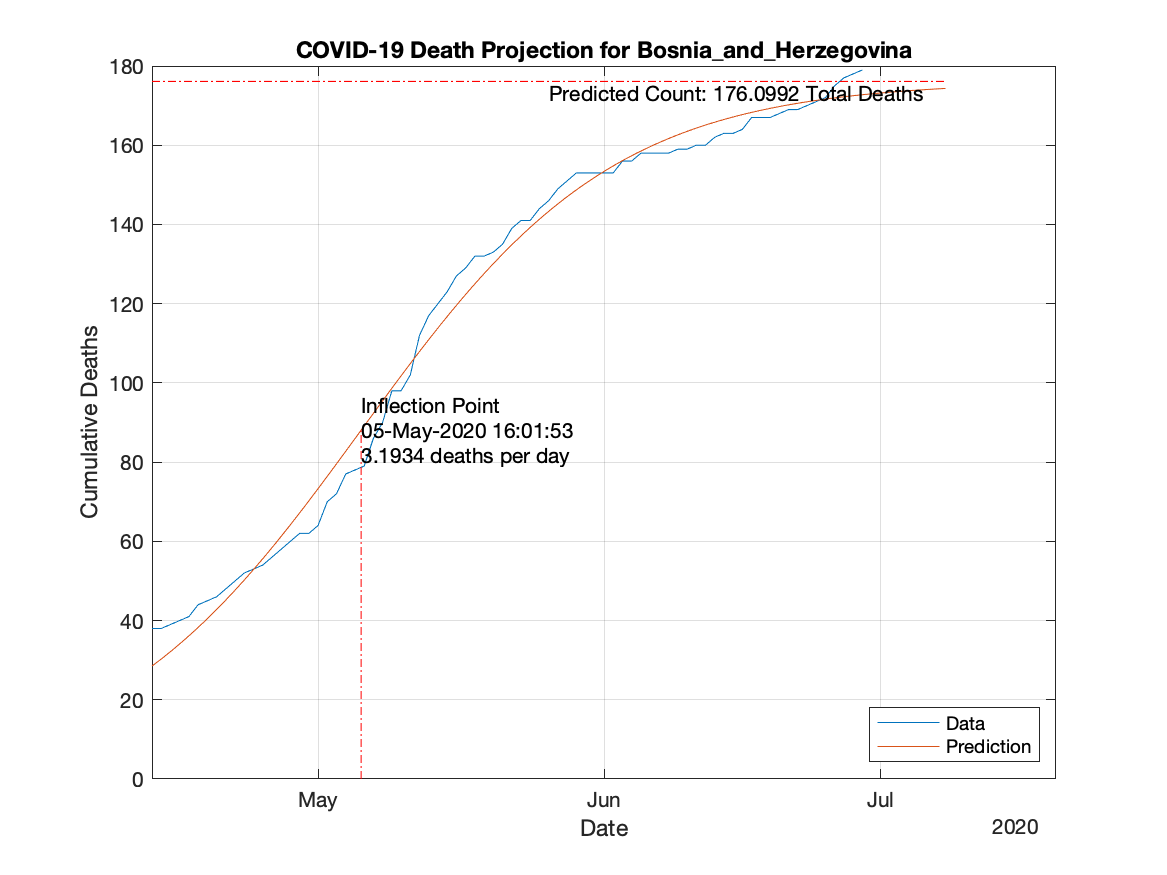 COVID-19 Death Projection for Bosnia_and_Herzegovina
180
Predicted Count: 176.0992 Total Deaths
160
140
120
100
Inflection Point
05-May-2020 16:01:53
3.1934 deaths per day
80
60
40
20
0
Cumulative Deaths
Data
Prediction
May
Jun
Jul
Date
2020